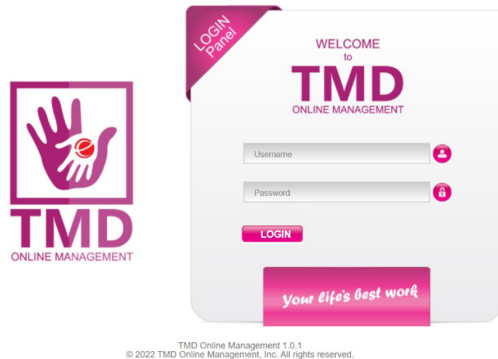 LOGIN
Panel
WELCOME
to
TMD
ONLINE MANAGEMENT
Username
Password
LOGIN
Your life's best work
TMD
ONLINE MANAGEMENT
TMD Online Management 1.0.1
© 2022 TMD Online Management, Inc. All rights reserved.